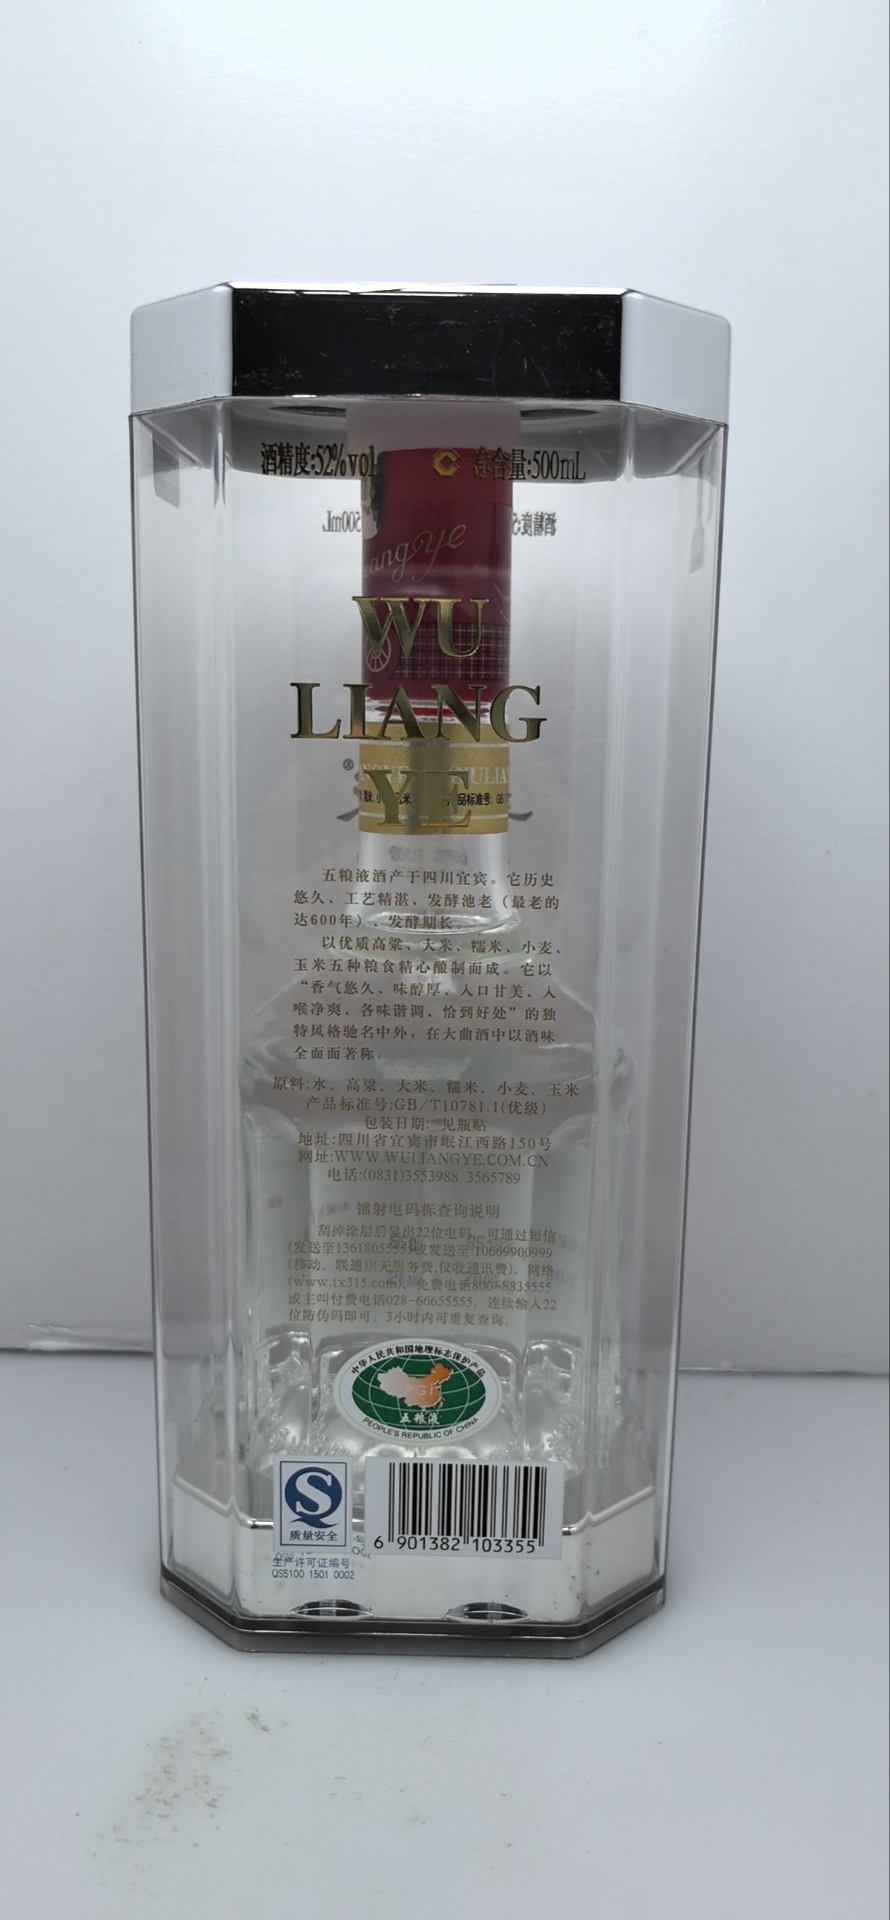 酒精度:52%vol 净含量:500mL
WU
LIANG
YE
五粮液酒产于四川宜宾。它历史
悠久、工艺精湛、发酵池老（最老的
达600年）、发酵期长。
以优质高粱、大米、糯米、小麦、
玉米五种粮食精心酿制而成。它以
“香气悠久、味醇厚、入口甘美、入
喉净爽、各味谐调、恰到好处”的独
特风格驰名中外，在大曲酒中以酒味
全面而著称。
原料:水、高粱、大米、糯米、小麦、玉米
产品标准号:GB/T10781.1(优级)
包装日期: 见瓶贴
地址:四川省宜宾市岷江西路150号
网址:WWW.WULIANGYE.COM.CN
电话:(0831)3553988 3565789
镭射电码标查询说明
刮掉涂层后显出22位电码，可通过短信
(发送至13618055553或发送至:10669900999
(移动、联通))(无服务费,仅收通讯费)、网络
(www.tx315.com)、免费电话800-8835555
或主叫付费电话028-66655555，连续输入22
位防伪码即可。3小时内可重复查询。
中华人民共和国地理标志保护产品
PGI
五粮液
PEOPLE'S REPUBLIC OF CHINA
质量安全
生产许可证编号
QS5100 1501 0002
6 901382 103355